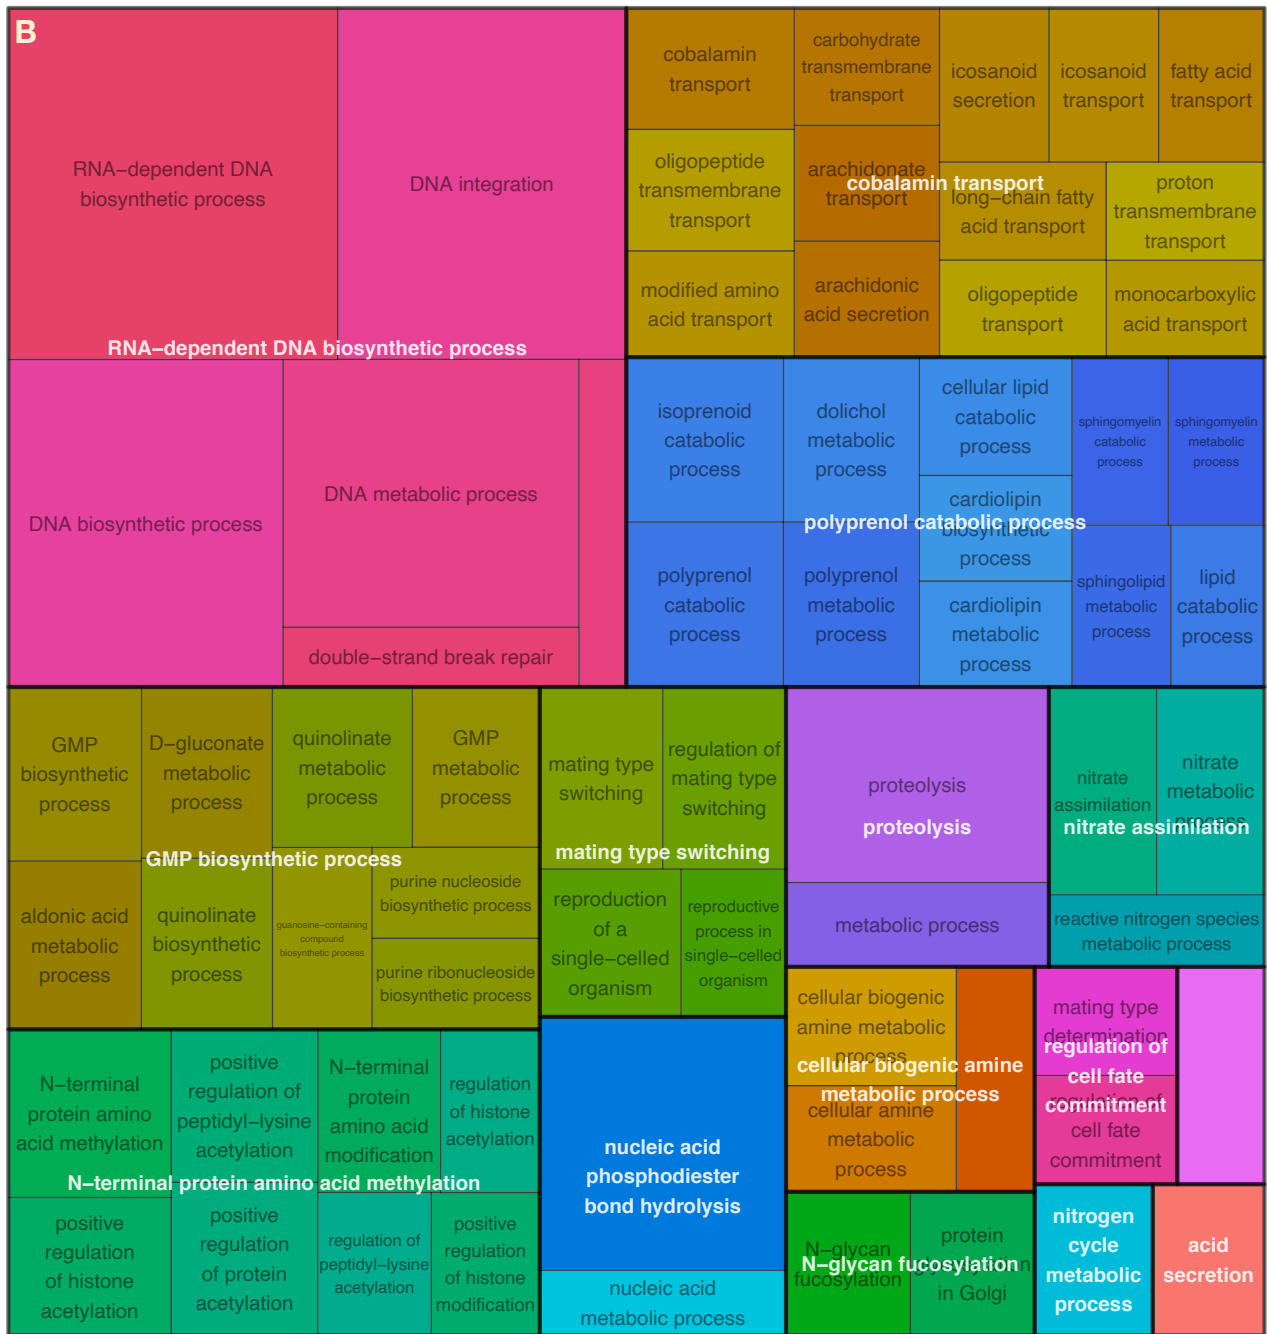 B
RNA−dependent DNA
biosynthetic process
DNA integration
RNA−dependent DNA biosynthetic process
DNA biosynthetic process
DNA metabolic process
double−strand break repair
cobalamin
transport
carbohydrate
transmembrane
transport
icosanoid
secretion
icosanoid
transport
fatty acid
transport
oligopeptide
transmembrane
transport
arachidonate
transport
cobalamin transport
long−chain fatty
acid transport
proton
transmembrane
transport
modified amino
acid transport
arachidonic
acid secretion
oligopeptide
transport
monocarboxylic
acid transport
isoprenoid
catabolic
process
dolichol
metabolic
process
cellular lipid
catabolic
process
sphingomyelin
catabolic
process
sphingomyelin
metabolic
process
polyprenol catabolic process
cardiolipin
biosynthetic
process
polyprenol
catabolic
process
polyprenol
metabolic
process
cardiolipin
metabolic
process
sphingolipid
metabolic
process
lipid
catabolic
process
GMP
biosynthetic
process
D−gluconate
metabolic
process
quinolinate
metabolic
process
GMP
metabolic
process
GMP biosynthetic process
aldonic acid
metabolic
process
quinolinate
biosynthetic
process
guanosine−containing
compound
biosynthetic process
purine nucleoside
biosynthetic process
purine ribonucleoside
biosynthetic process
mating type
switching
regulation of
mating type
switching
mating type switching
reproduction
of a
single−celled
organism
reproductive
process in
single−celled
organism
proteolysis
proteolysis
metabolic process
nitrate
assimilation
nitrate
metabolic
process
nitrate assimilation
reactive nitrogen species
metabolic process
N−terminal
protein amino
acid methylation
positive
regulation of
peptidyl−lysine
acetylation
N−terminal
protein
amino acid
modification
regulation
of histone
acetylation
N−terminal protein amino acid methylation
positive
regulation
of histone
acetylation
positive
regulation
of protein
acetylation
regulation of
peptidyl−lysine
acetylation
positive
regulation
of histone
modification
nucleic acid
phosphodiester
bond hydrolysis
nucleic acid
metabolic process
cellular biogenic
amine metabolic
process
cellular biogenic amine
metabolic process
cellular amine
metabolic
process
mating type
determination
regulation of
cell fate
commitment
regulation of
cell fate
commitment
N−glycan
fucosylation
protein
in Golgi
N−glycan fucosylation
nitrogen
cycle
metabolic
process
acid
secretion